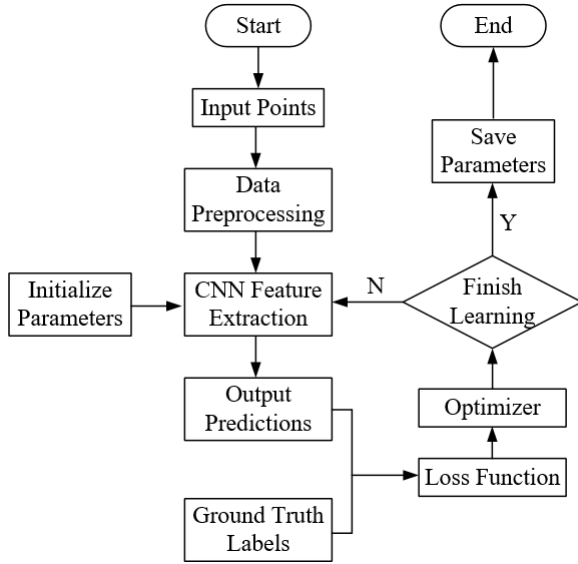 Start
End
Input Points
Save
Parameters
Data
Preprocessing
Y
Initialize
Parameters
CNN Feature
Extraction
N
Finish
Learning
Output
Predictions
Optimizer
Loss Function
Ground Truth
Labels